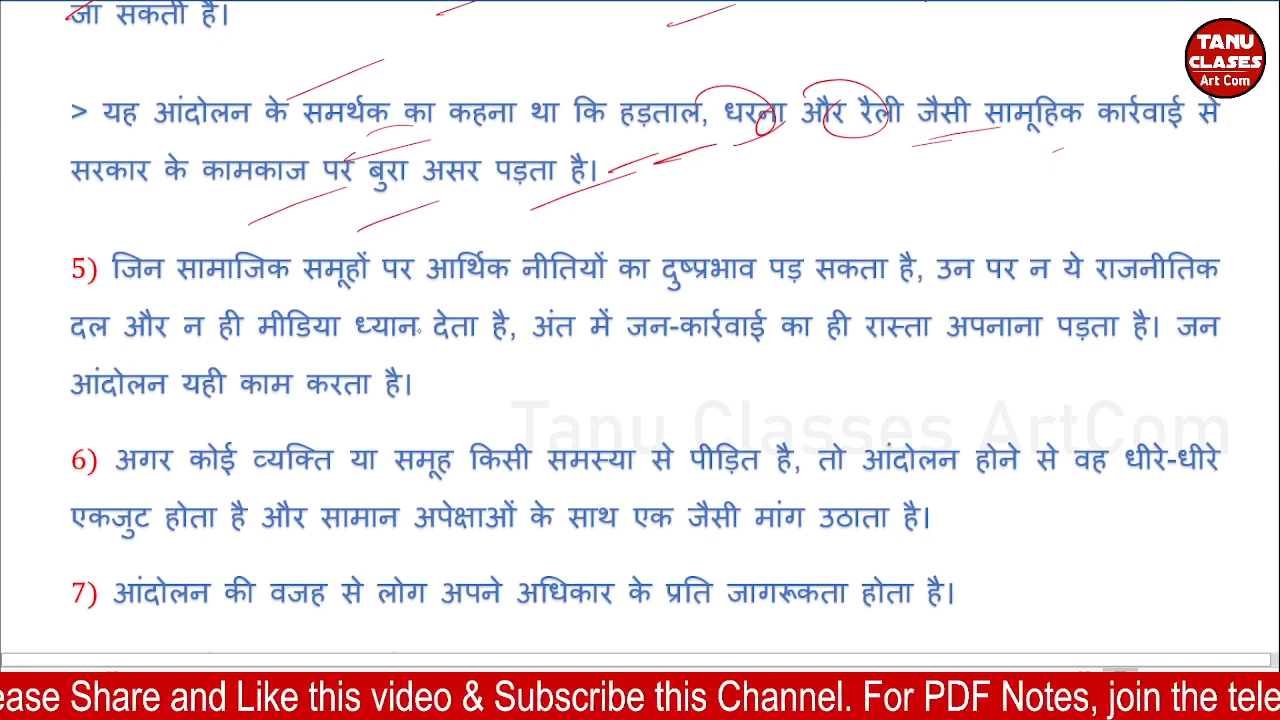 जा सकती है।
TANU
CLASES
Art Com
> यह आंदोलन के समर्थक का कहना था कि हड़ताल, धरना और रैली जैसी सामूहिक कार्रवाई से
सरकार के कामकाज पर बुरा असर पड़ता है।
5) जिन सामाजिक समूहों पर आर्थिक नीतियों का दुष्प्रभाव पड़ सकता है, उन पर न ये राजनीतिक
दल और न ही मीडिया ध्यान देता है, अंत में जन-कार्रवाई का ही रास्ता अपनाना पड़ता है। जन
आंदोलन यही काम करता है।
Tanu Classes ArtCom
6) अगर कोई व्यक्ति या समूह किसी समस्या से पीड़ित है, तो आंदोलन होने से वह धीरे-धीरे
एकजुट होता है और सामान अपेक्षाओं के साथ एक जैसी मांग उठाता है।
7) आंदोलन की वजह से लोग अपने अधिकार के प्रति जागरूकता होता है।
ease Share and Like this video & Subscribe this Channel. For PDF Notes, join the tele